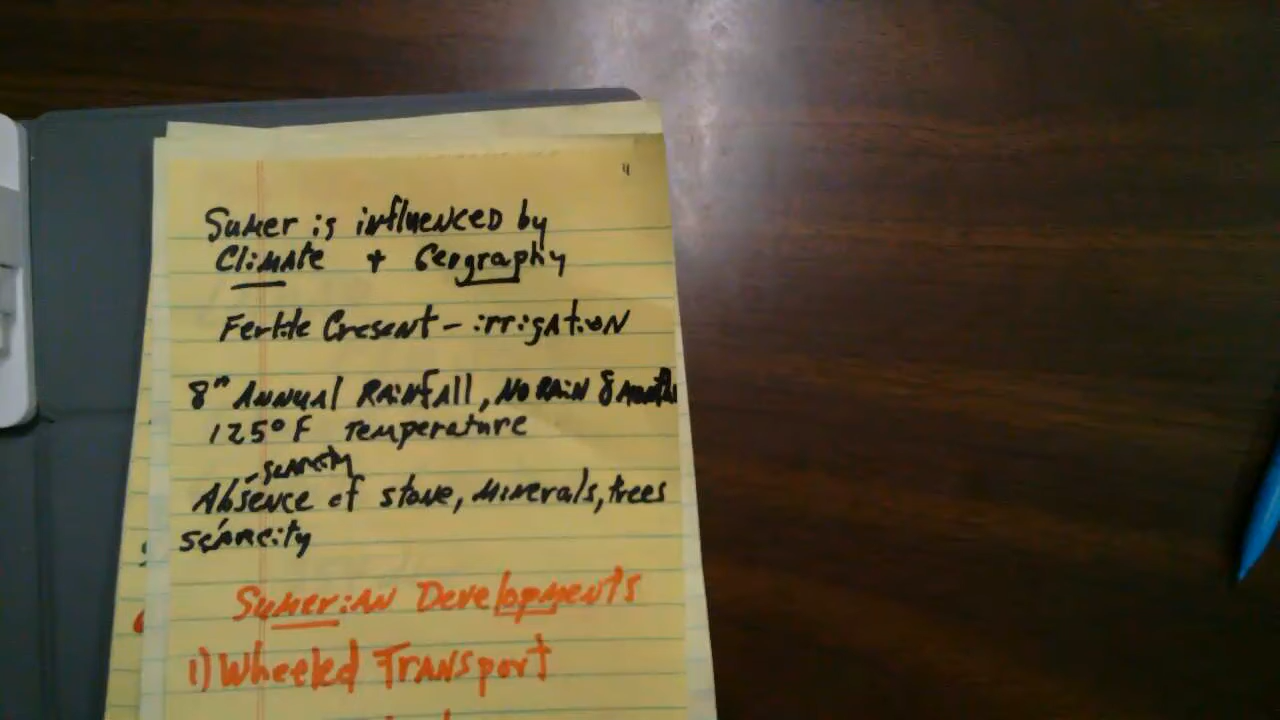 4
Sumer is influenced by
Climate + Geography
Fertile Cresent - irrigation
8" Annual Rainfall, No Rain 8 months
125° F Temperature
- scarcity
Absence of stone, Minerals, trees
scarcity
Sumerian Developments
1) Wheeled Transport